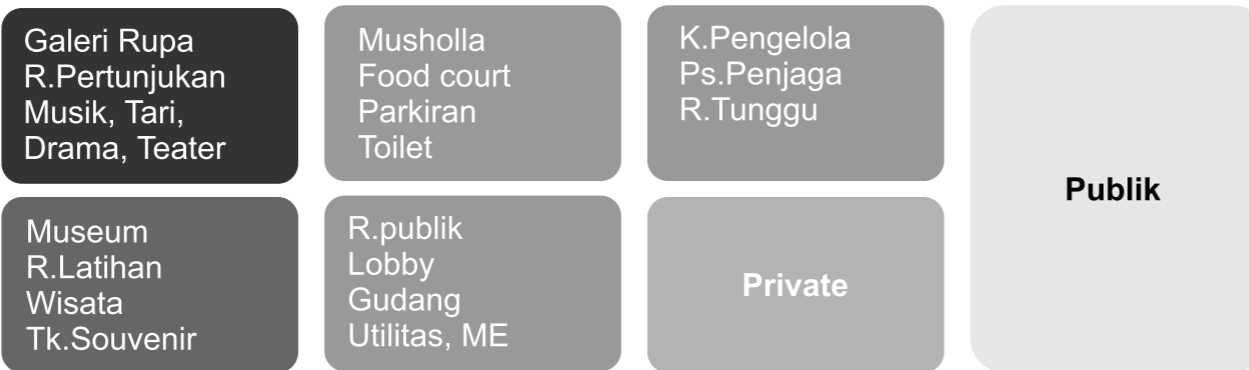 Galeri Rupa
R.Pertunjukan
Musik, Tari,
Drama, Teater
Musholla
Food court
Parkiran
Toilet
K.Pengelola
Ps.Penjaga
R.Tunggu
Publik
Museum
R.Latihan
Wisata
Tk.Souvenir
R.publik
Lobby
Gudang
Utilitas, ME
Private